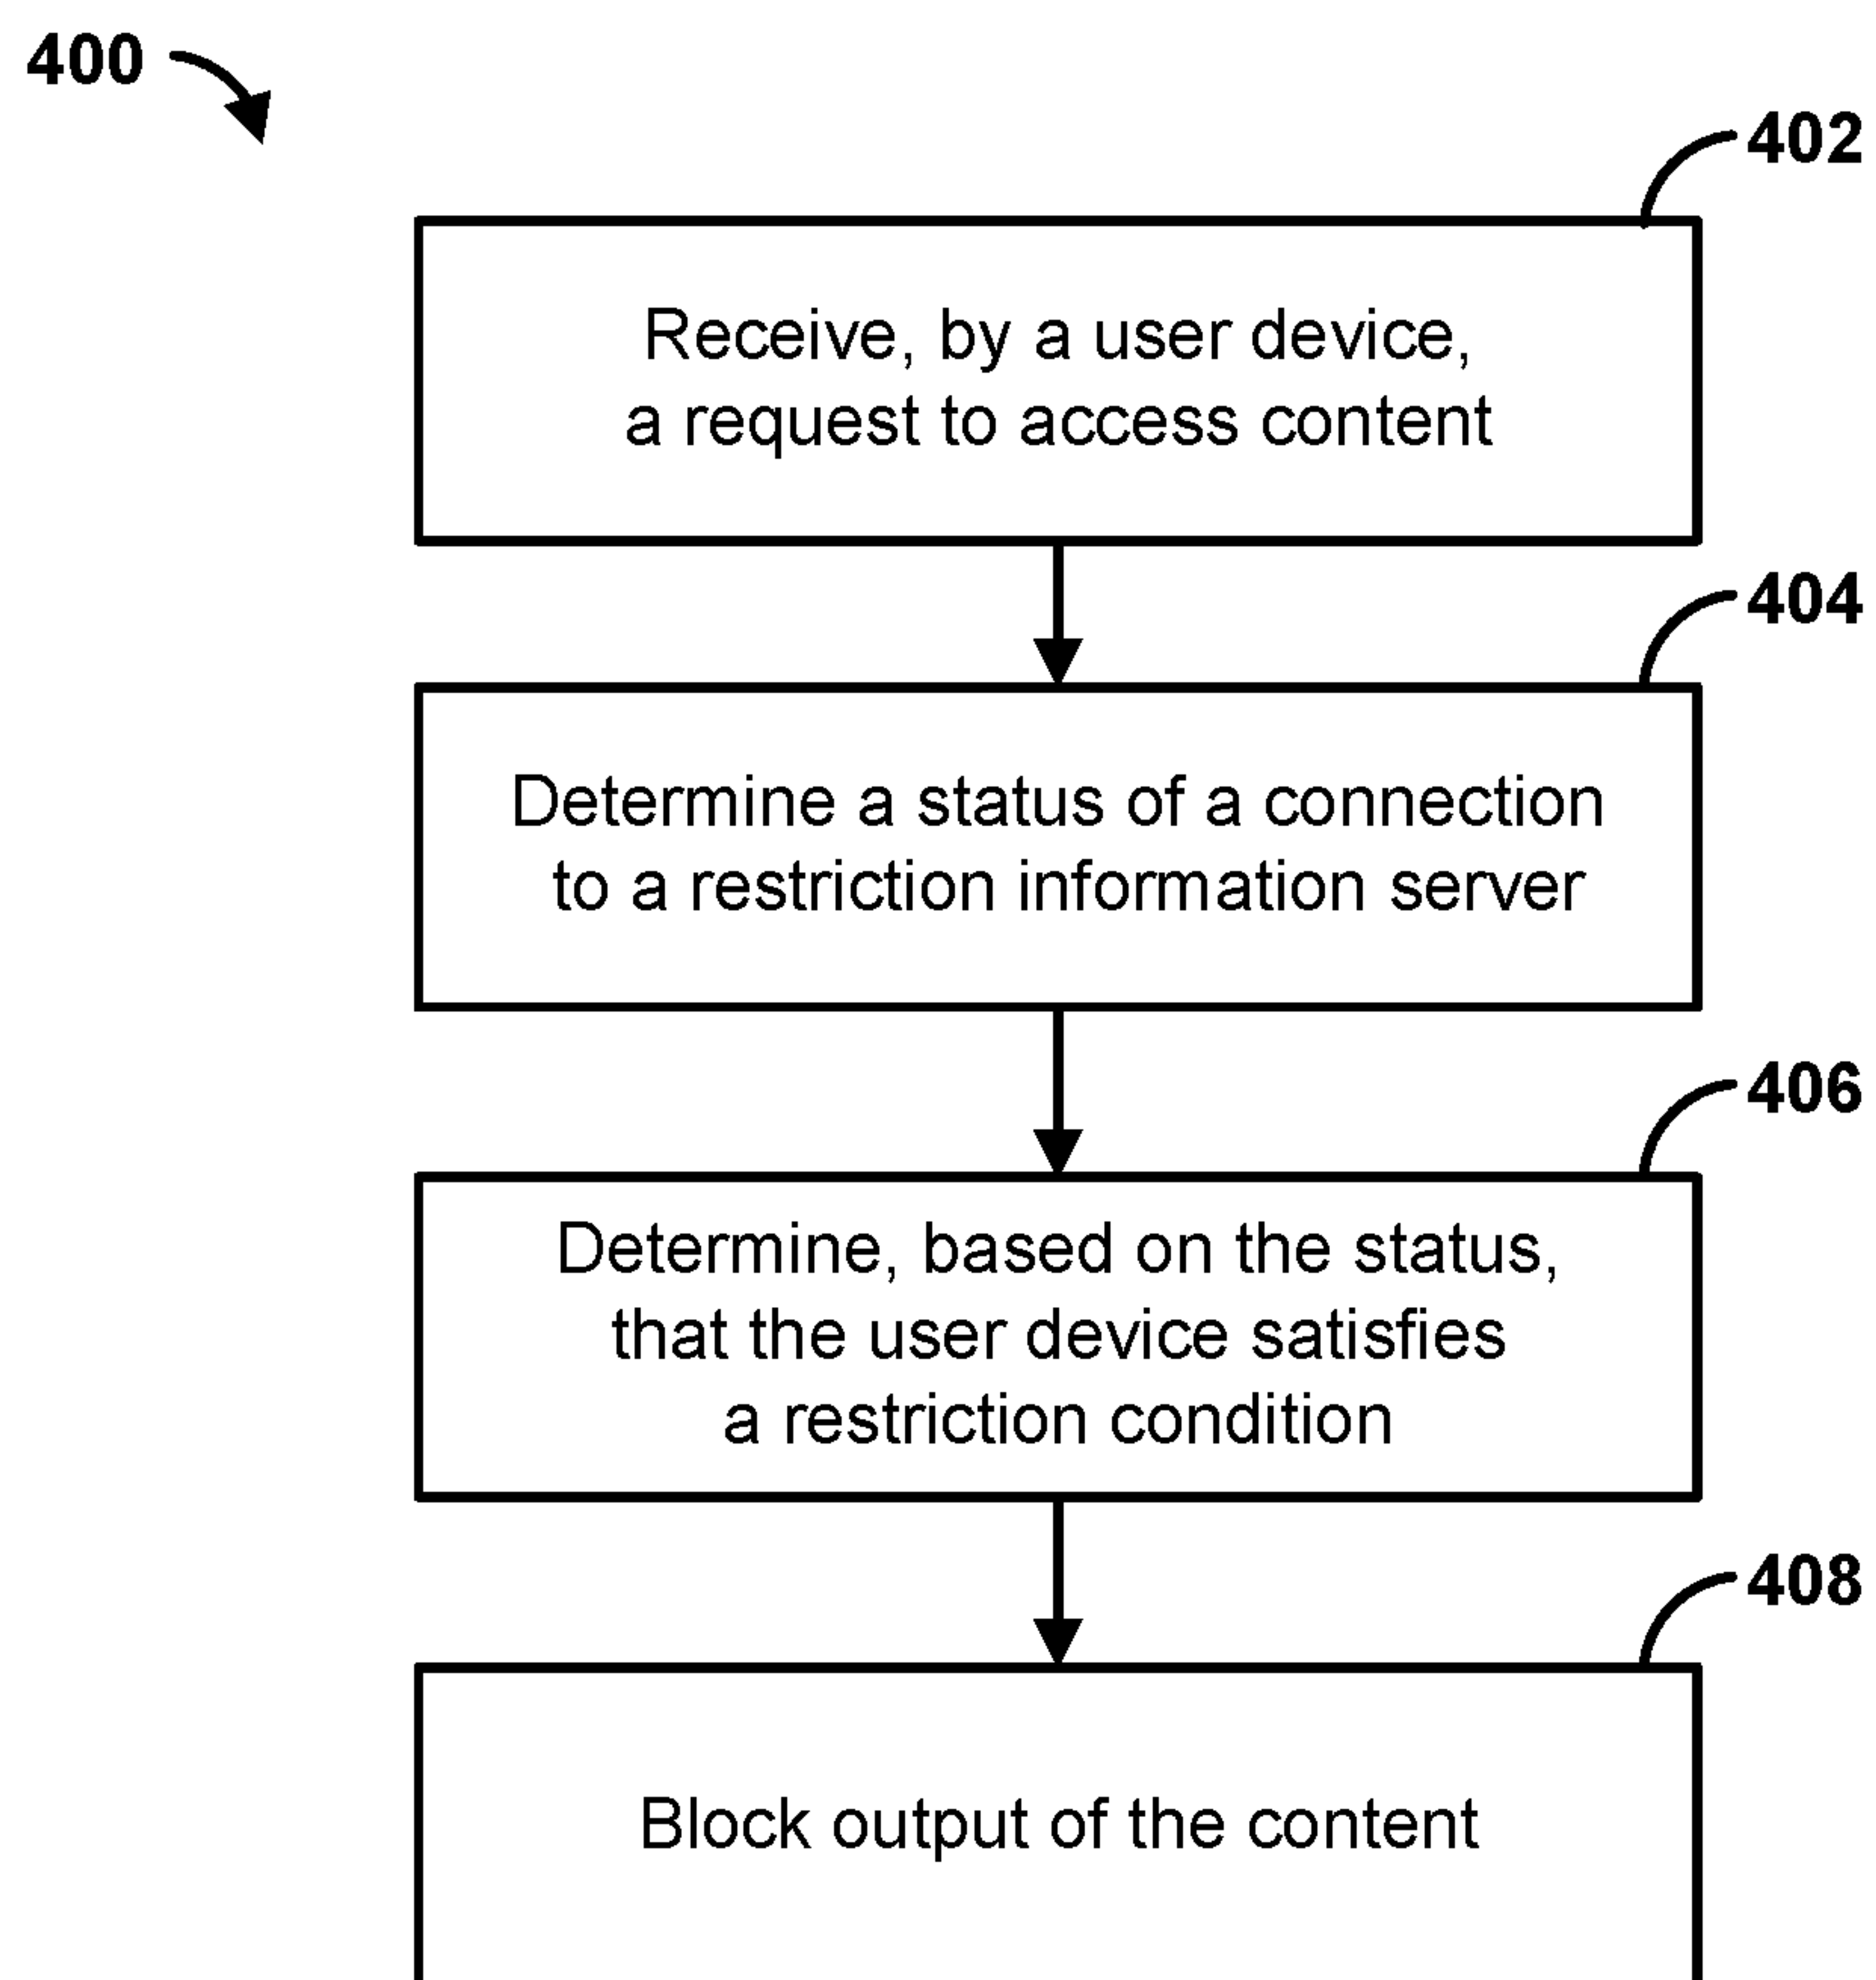 400
402
Receive, by a user device,
a request to access content
404
Determine a status of a connection
to a restriction information server
406
Determine, based on the status,
that the user device satisfies
a restriction condition
408
Block output of the content